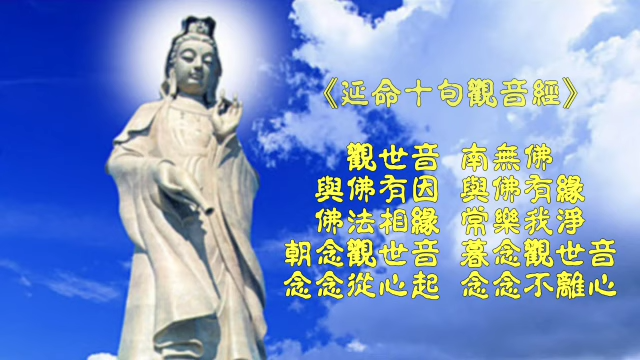 《延命十句觀音經》
觀世音 南無佛
與佛有因 與佛有緣
佛法相緣 常樂我淨
朝念觀世音 暮念觀世音
念念從心起 念念不離心